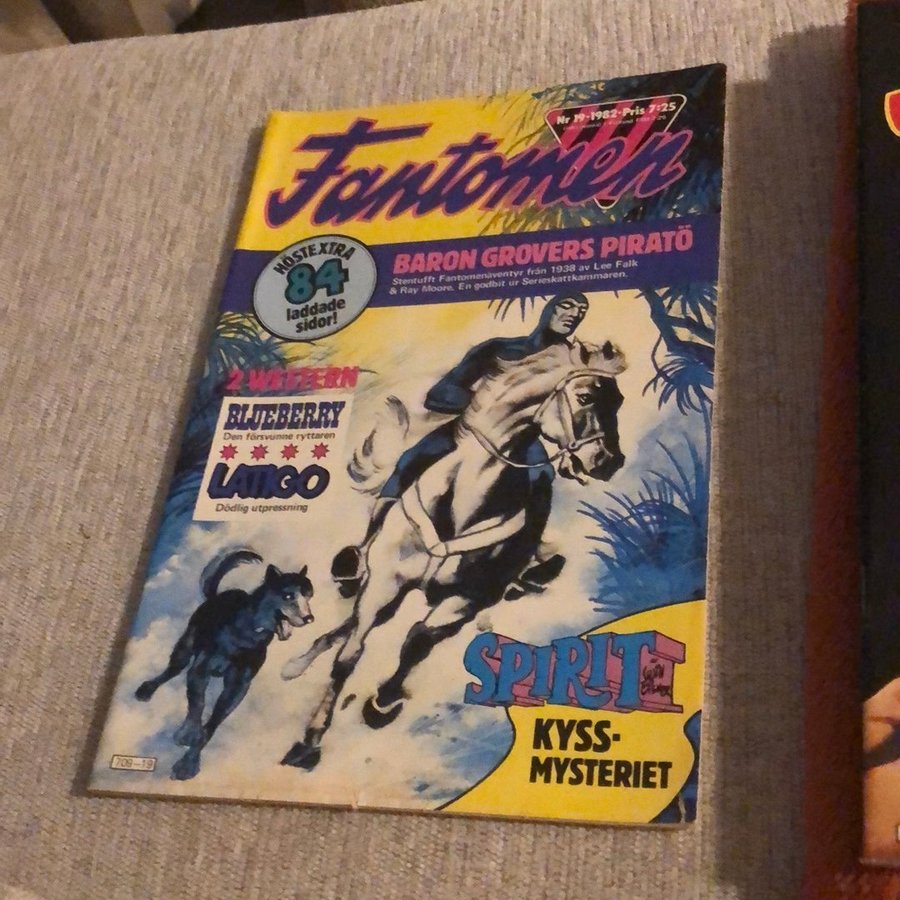 Nr 19·1982·Pris 7:25
Fantomen
HÖSTEXTRA
84
laddade
sidor!
BARON GROVERS PIRATÖ
Stentufft Fantomenäventyr från 1938 av Lee Falk
& Ray Moore. En godbit ur Serieskattkammaren.
2 WESTERN
BLUEBERRY
Den försvunne ryttaren
LATIGO
Dödlig utpressning
SPIRIT
KYSS-
MYSTERIET
709-19